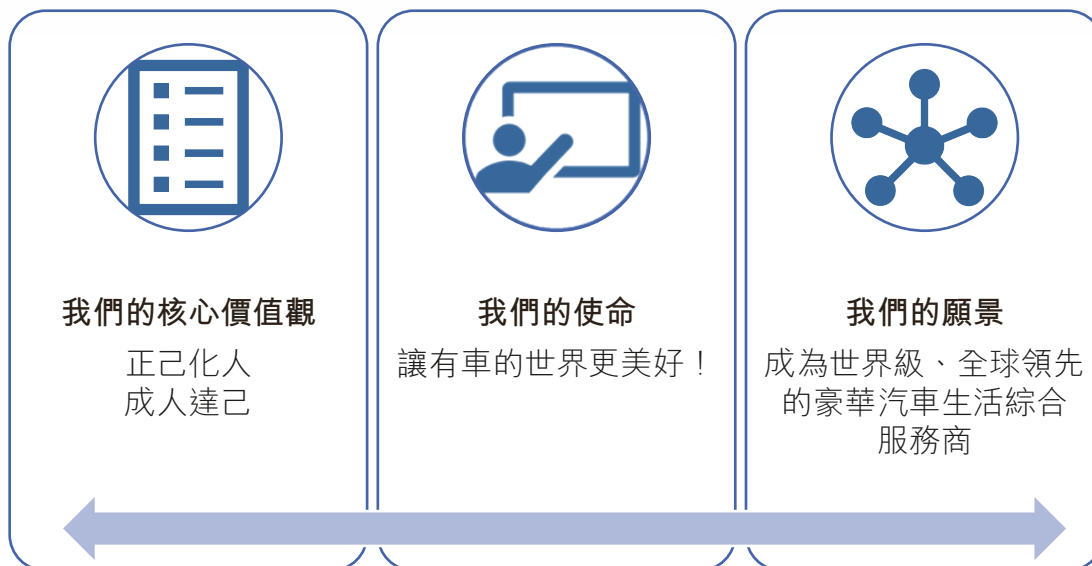 我們的核心價值觀
正己化人
成人達己
我們的使命
讓有車的世界更美好！
我們的願景
成為世界級、全球領先
的豪華汽車生活綜合
服務商